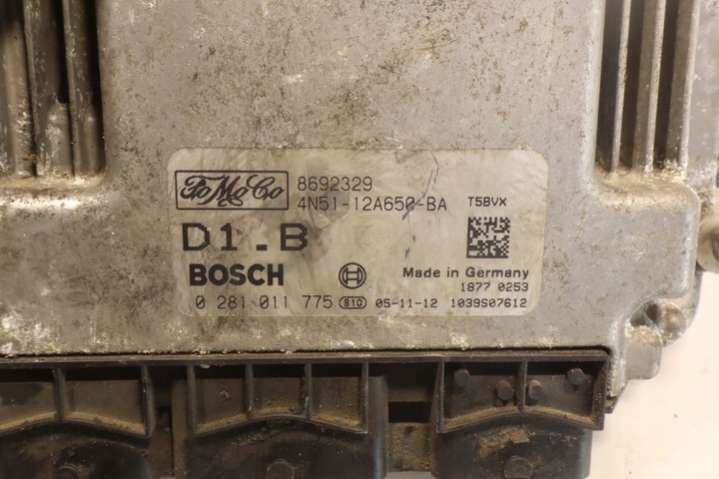 FoMoCo 8692329
4N51-12A650-BA T5BVX
D1.B
BOSCH Made in Germany
1877 0253
0 281 011 775 S10 05-11-12 1039S07612